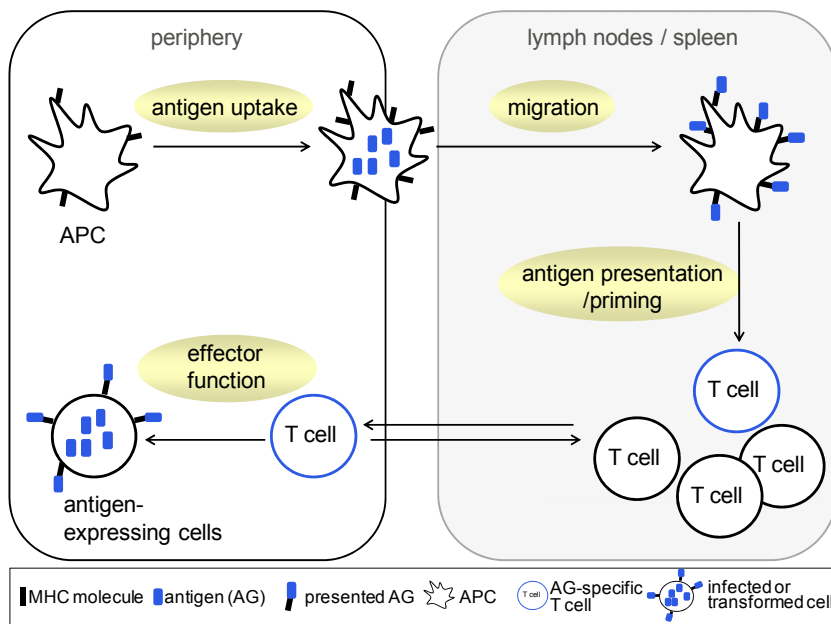 periphery
lymph nodes / spleen
antigen uptake
migration
APC
antigen presentation
/priming
effector
function
T cell
T cell
T cell
T cell
T cell
T cell
antigen-
expressing cells
MHC molecule
antigen (AG)
presented AG
APC
T cell
AG-specific
T cell
infected or
transformed cell